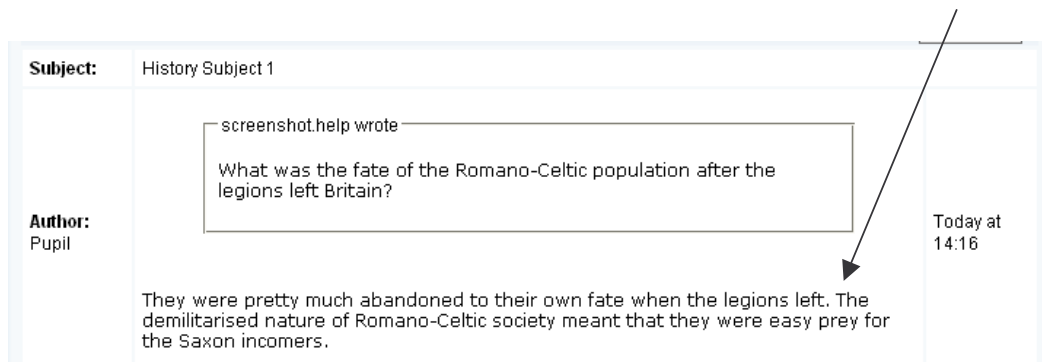 Subject: History Subject 1
screenshot.help wrote
What was the fate of the Romano-Celtic population after the
legions left Britain?
Author:
Pupil
Today at
14:16
They were pretty much abandoned to their own fate when the legions left. The
demilitarised nature of Romano-Celtic society meant that they were easy prey for
the Saxon incomers.